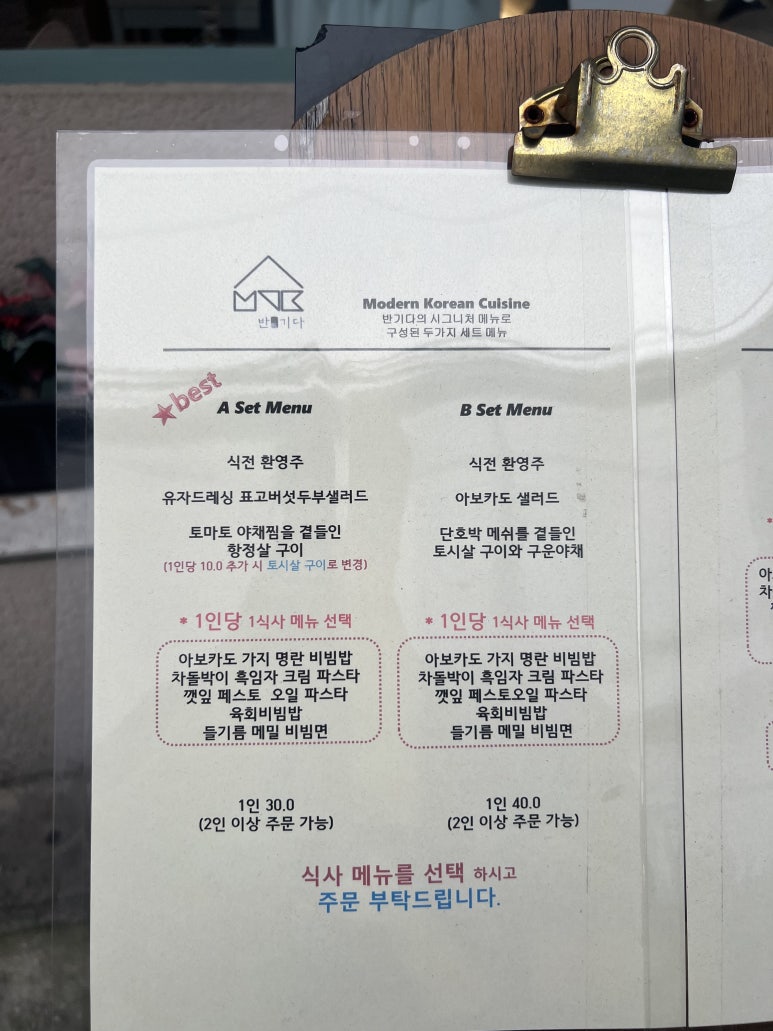 반기다
Modern Korean Cuisine
반기다의 시그니처 메뉴로
구성된 두가지 세트 메뉴
★best
A Set Menu
식전 환영주
유자드레싱 표고버섯두부샐러드
토마토 야채찜을 곁들인
항정살 구이
(1인당 10.0 추가 시 토시살 구이로 변경)
* 1인당 1식사 메뉴 선택
아보카도 가지 명란 비빔밥
차돌박이 흑임자 크림 파스타
깻잎 페스토 오일 파스타
육회비빔밥
들기름 메밀 비빔면
1인 30.0
(2인 이상 주문 가능)
B Set Menu
식전 환영주
아보카도 샐러드
단호박 메쉬를 곁들인
토시살 구이와 구운야채
* 1인당 1식사 메뉴 선택
아보카도 가지 명란 비빔밥
차돌박이 흑임자 크림 파스타
깻잎 페스토오일 파스타
육회비빔밥
들기름 메밀 비빔면
1인 40.0
(2인 이상 주문 가능)
식사 메뉴를 선택 하시고
주문 부탁드립니다.
아
차